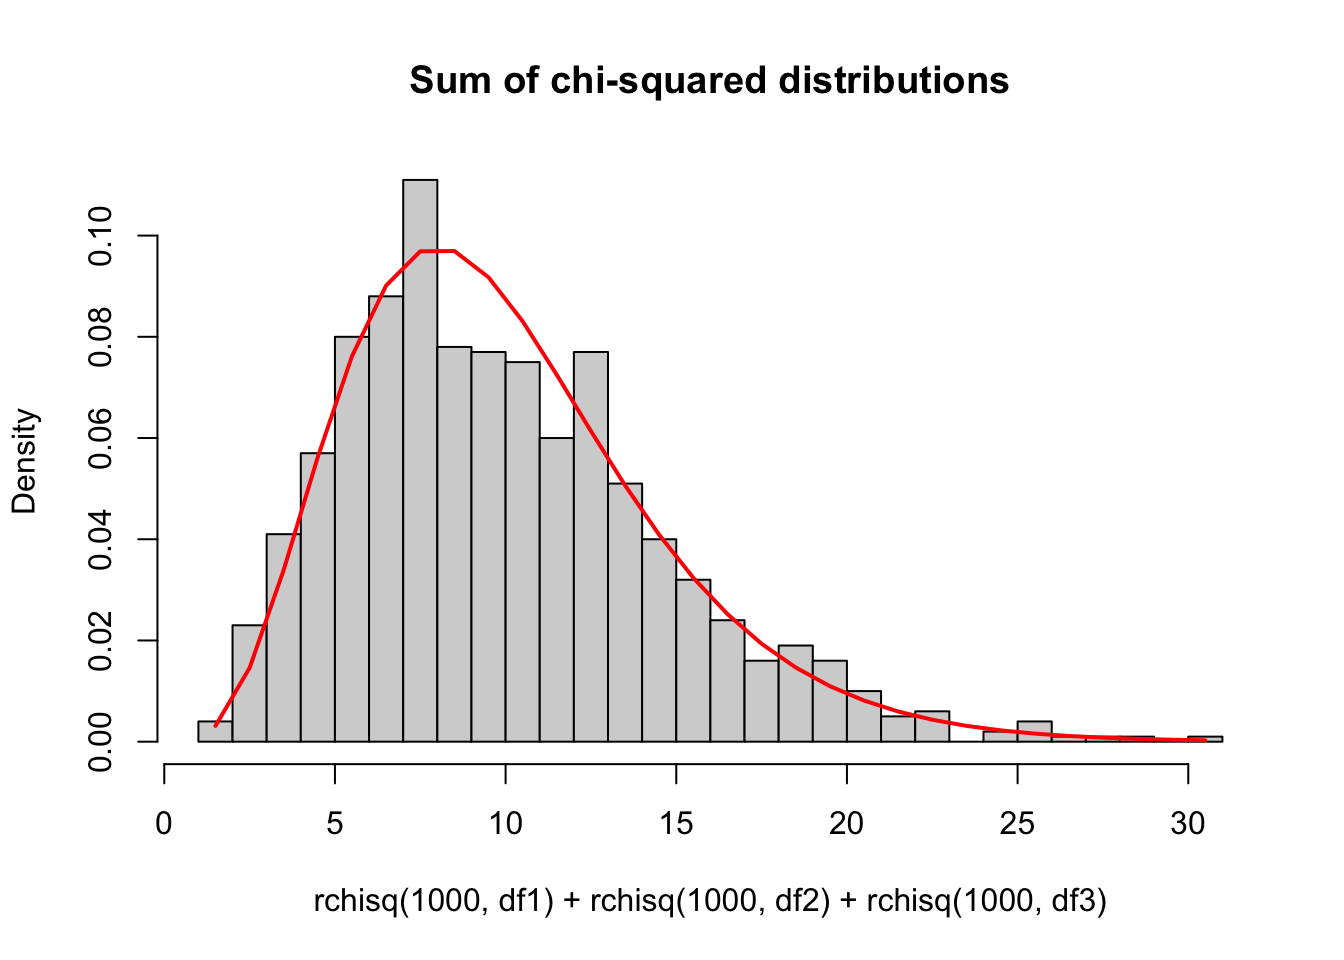 Sum of chi-squared distributions
Density
0.10
0.08
0.06
0.04
0.02
0.00
0 5 10 15 20 25 30
rchisq(1000, df1) + rchisq(1000, df2) + rchisq(1000, df3)